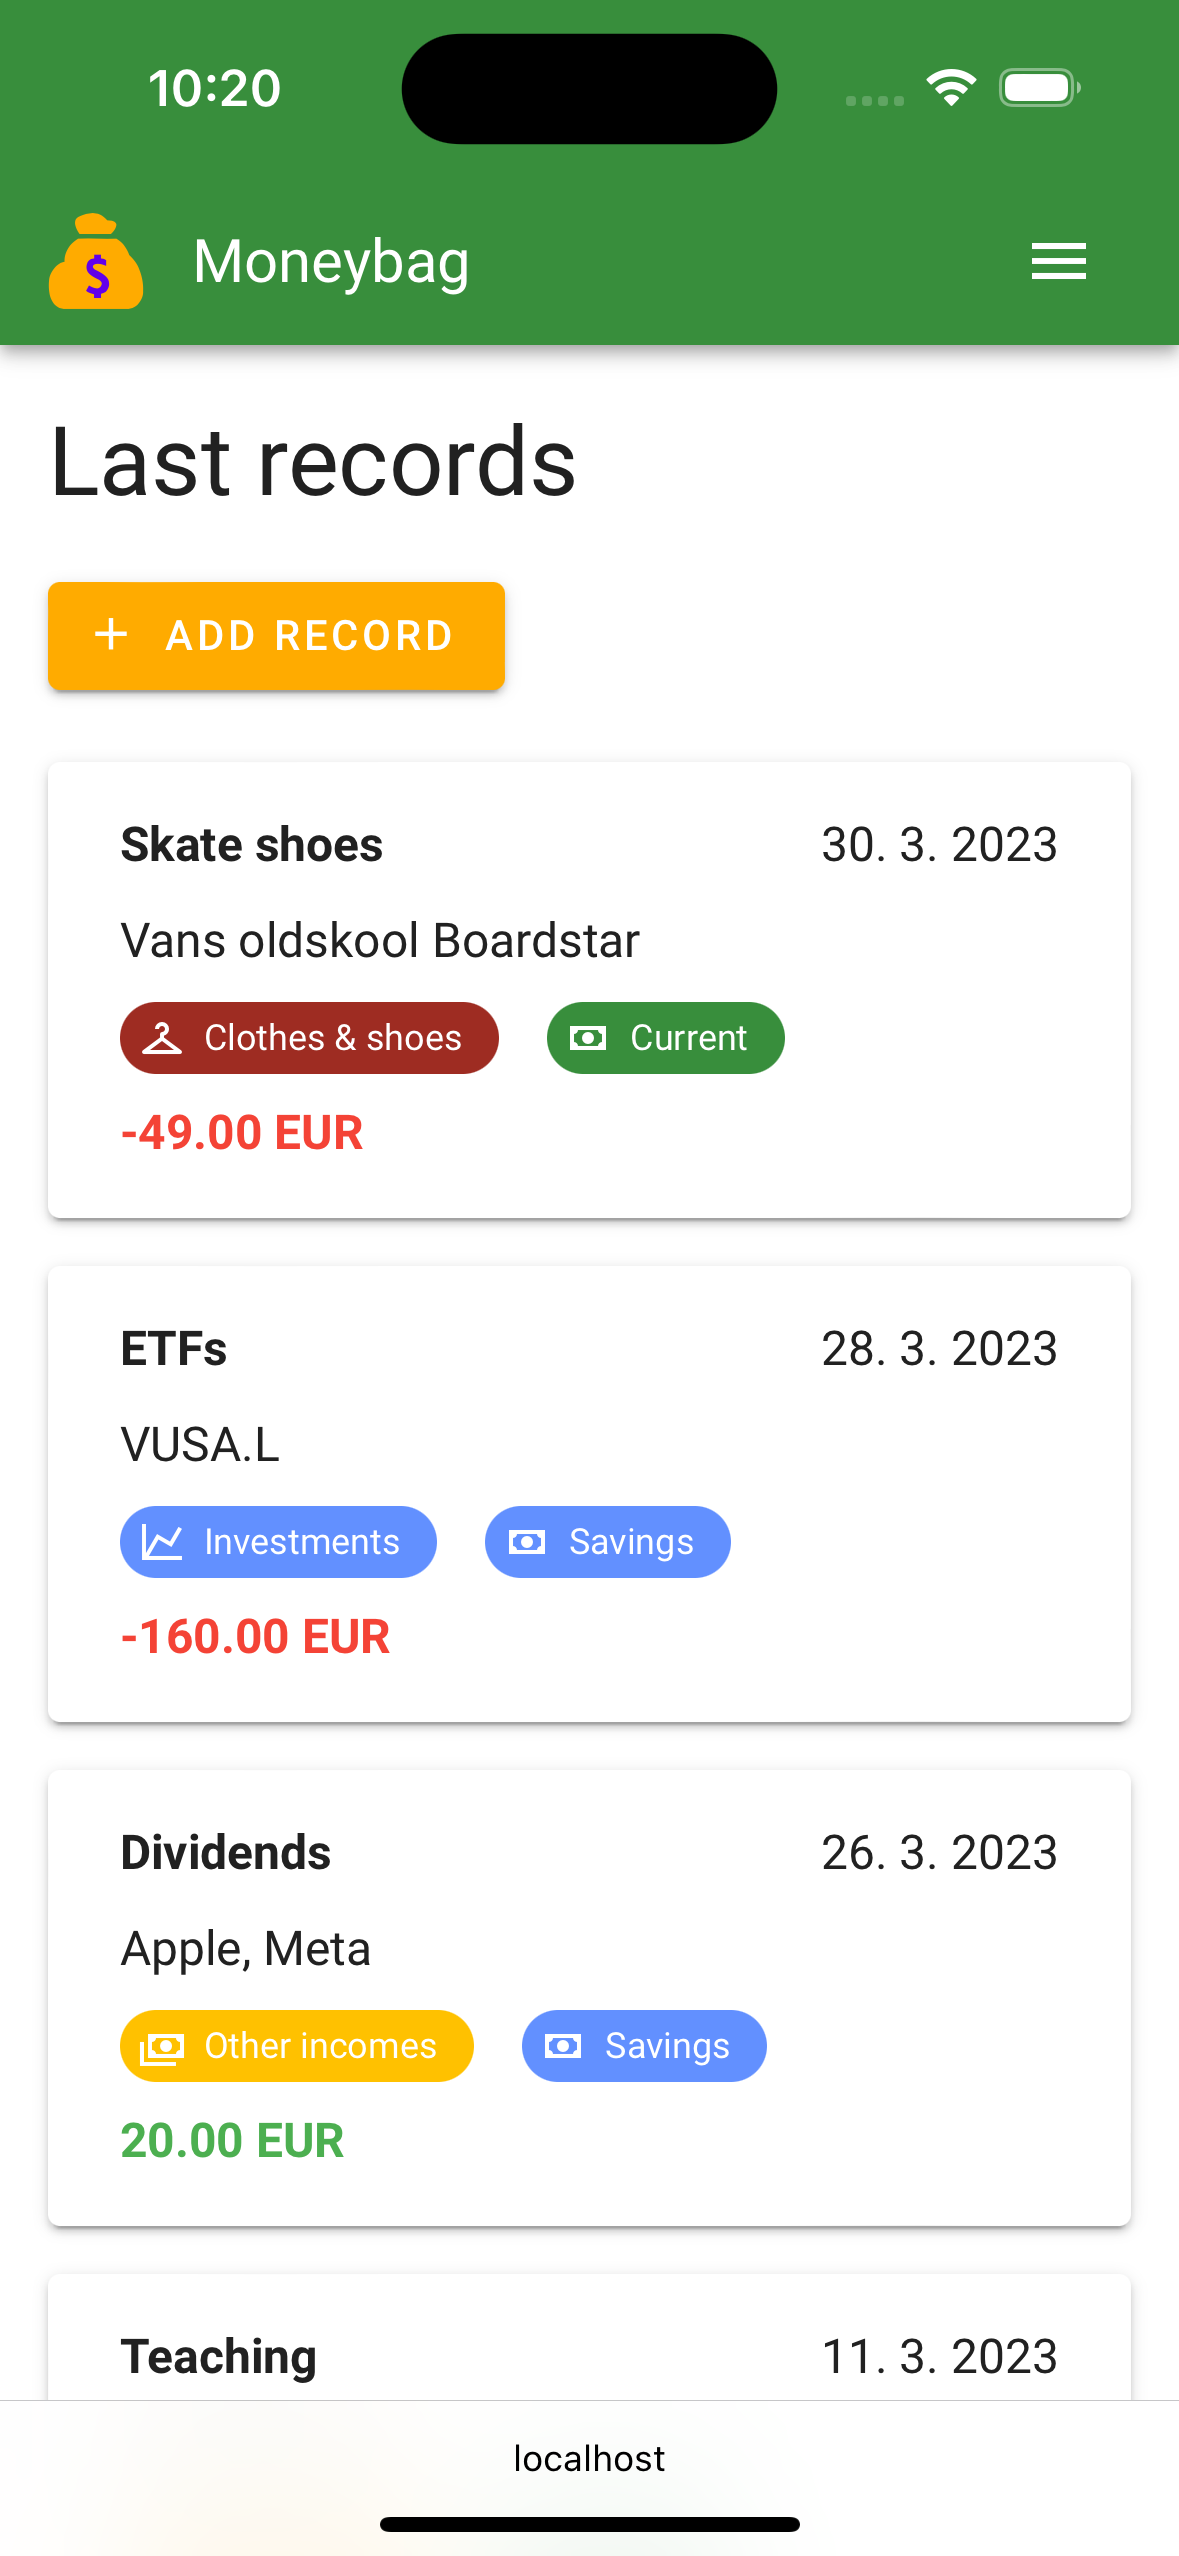 10:20
$ Moneybag
Last records
+ ADD RECORD
Skate shoes 30. 3. 2023
Vans oldskool Boardstar
Clothes & shoes Current
-49.00 EUR
ETFs 28. 3. 2023
VUSA.L
Investments Savings
-160.00 EUR
Dividends 26. 3. 2023
Apple, Meta
Other incomes Savings
20.00 EUR
Teaching 11. 3. 2023
localhost